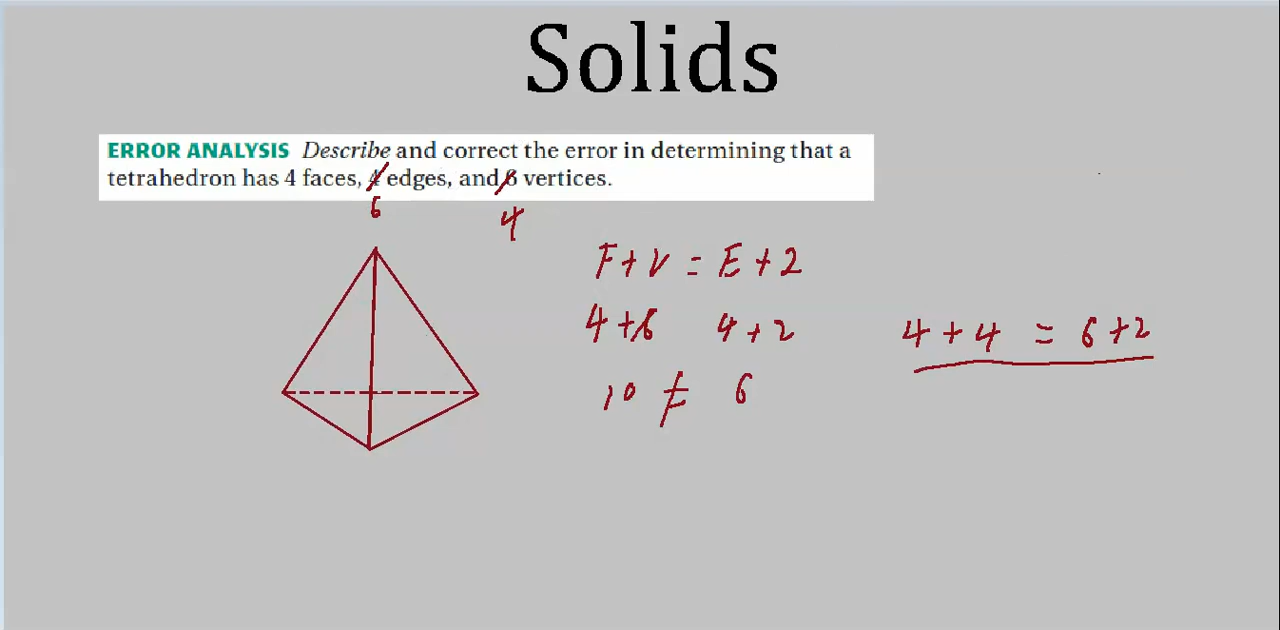 Solids
ERROR ANALYSIS Describe and correct the error in determining that a
tetrahedron has 4 faces, 4 edges, and 6 vertices.
6
4
F + V = E + 2
4 + 6 4 + 2
4 + 4 = 6 + 2
10 ≠ 6